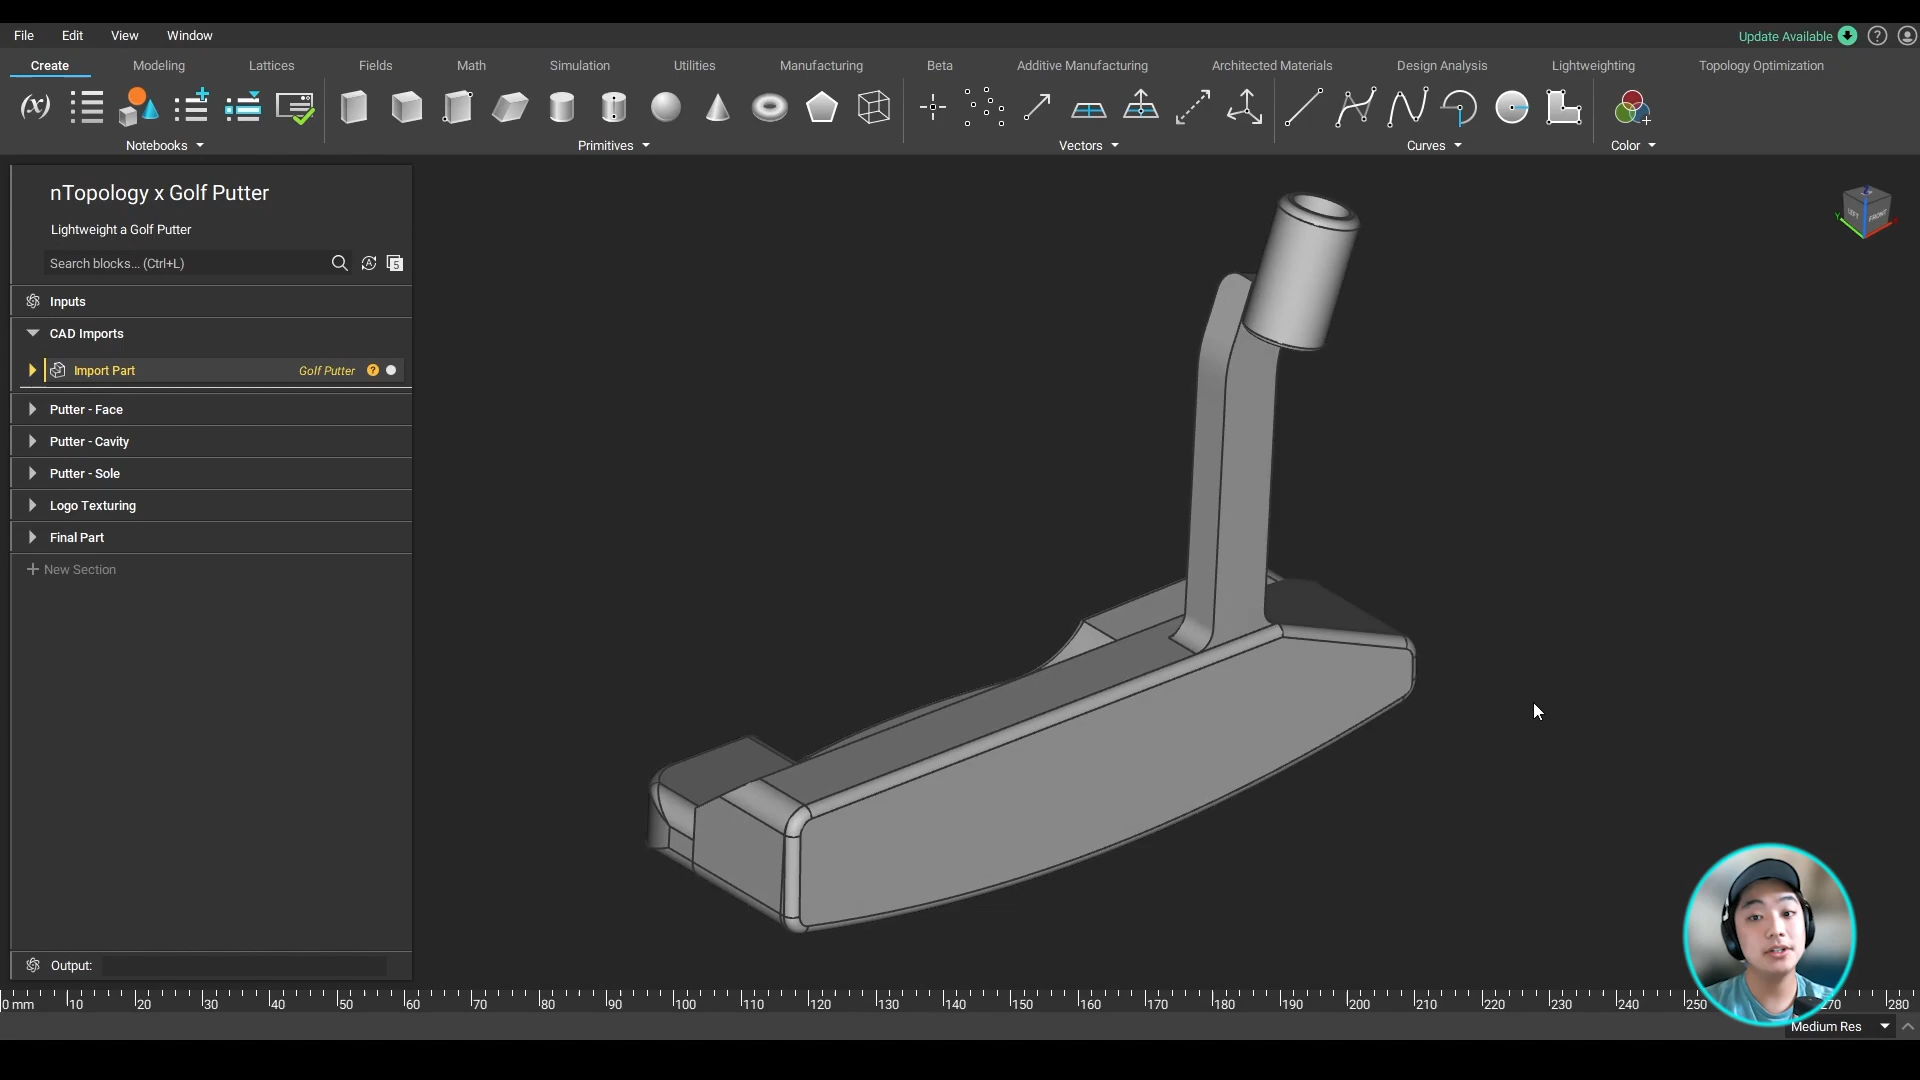 File Edit View Window
Update Available
Create Modeling Lattices Fields Math Simulation Utilities Manufacturing Beta Additive Manufacturing Architected Materials Design Analysis Lightweighting Topology Optimization
(x)
Notebooks Primitives Vectors Curves Color
nTopology x Golf Putter
Lightweight a Golf Putter
Search blocks... (Ctrl+L)
5
Inputs
CAD Imports
Import Part Golf Putter ?
Putter - Face
Putter - Cavity
Putter - Sole
Logo Texturing
Final Part
+ New Section
LEFT FRONT
Output:
0 mm 10 20 30 40 50 60 70 80 90 100 110 120 130 140 150 160 170 180 190 200 210 220 230 240 250 270 280
Medium Res